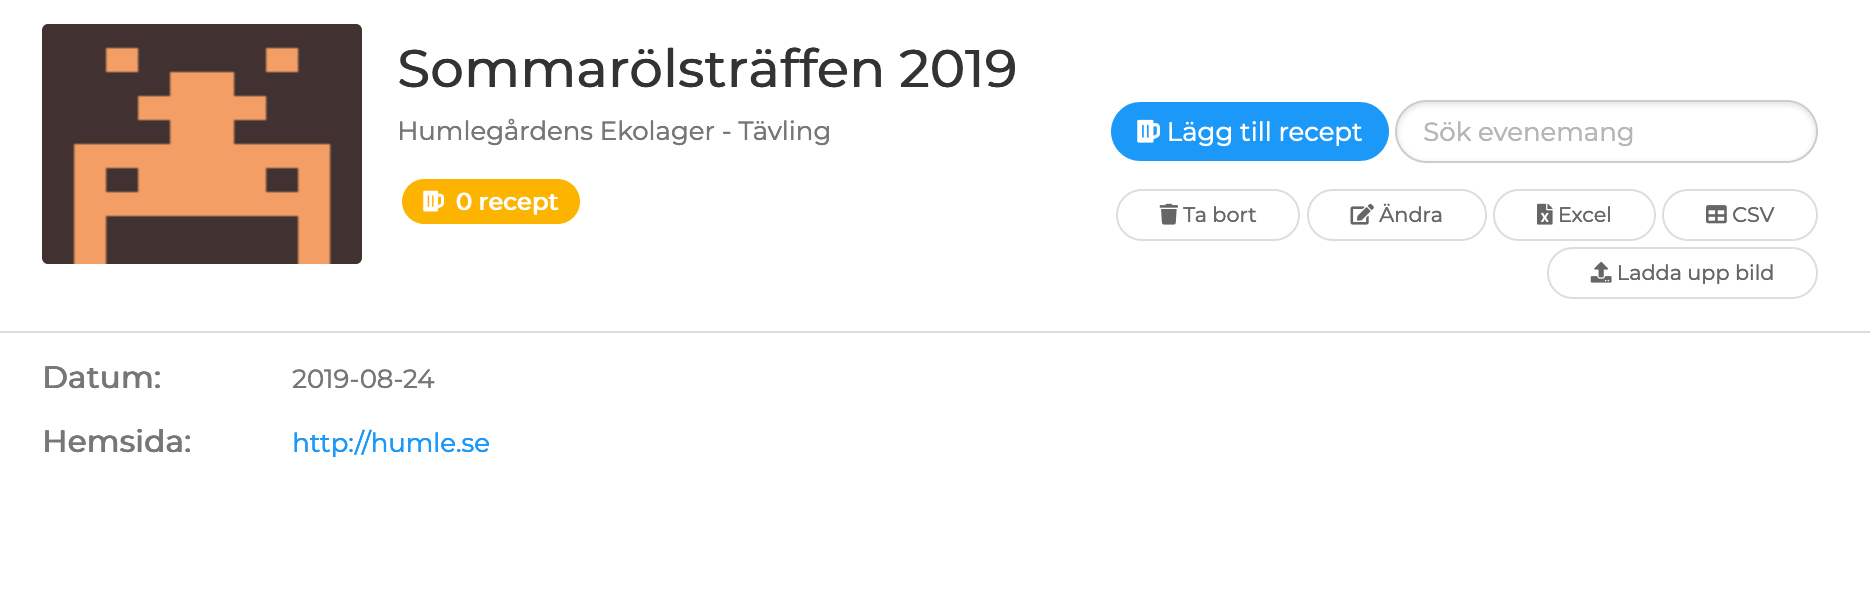 Sommarölsträffen 2019
Humlegårdens Ekolager - Tävling
0 recept
Lägg till recept
Sök evenemang
Ta bort
Ändra
Excel
CSV
Ladda upp bild
Datum: 2019-08-24
Hemsida: http://humle.se